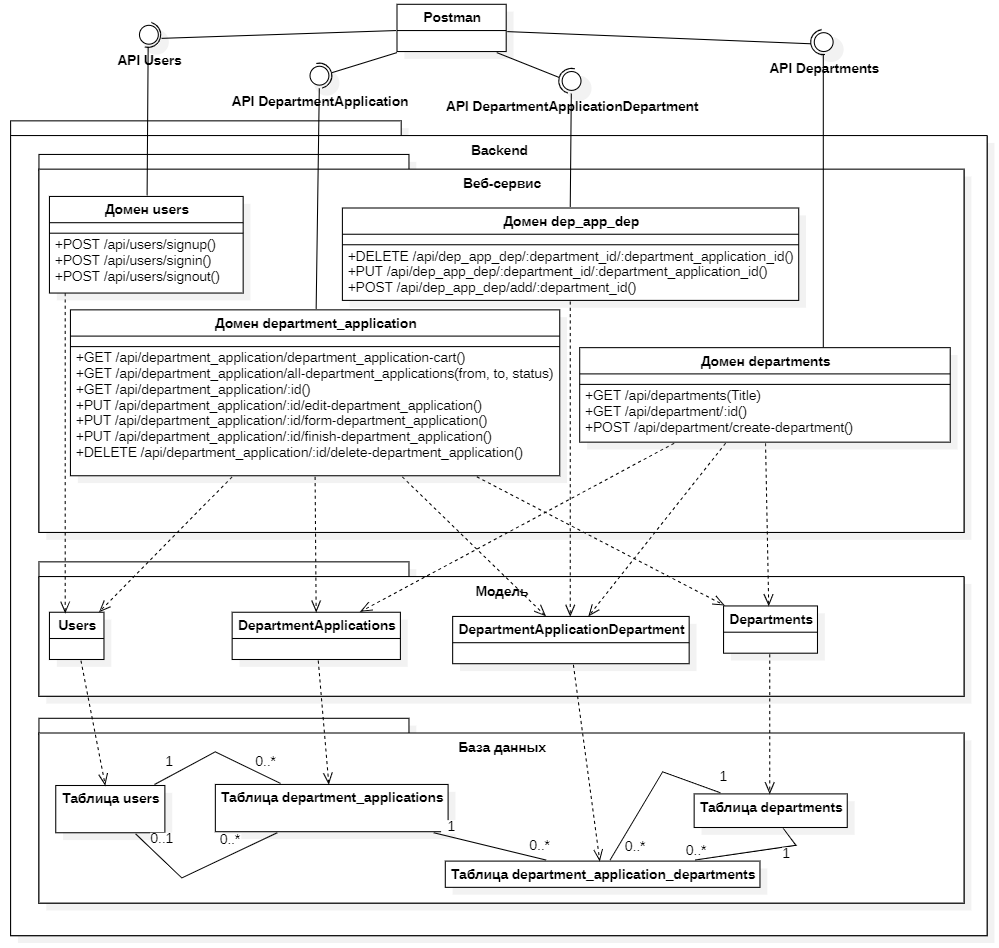 Postman
API Users
API Departments
API DepartmentApplication
API DepartmentApplicationDepartment
Backend
Веб-сервис
Домен users
+POST /api/users/signup()
+POST /api/users/signin()
+POST /api/users/signout()
Домен dep_app_dep
+DELETE /api/dep_app_dep/:department_id/:department_application_id()
+PUT /api/dep_app_dep/:department_id/:department_application_id()
+POST /api/dep_app_dep/add/:department_id()
Домен department_application
+GET /api/department_application/department_application-cart()
+GET /api/department_application/all-department_applications(from, to, status)
+GET /api/department_application/:id()
+PUT /api/department_application/:id/edit-department_application()
+PUT /api/department_application/:id/form-department_application()
+PUT /api/department_application/:id/finish-department_application()
+DELETE /api/department_application/:id/delete-department_application()
Домен departments
+GET /api/departments(Title)
+GET /api/department/:id()
+POST /api/department/create-department()
Модель
Users
DepartmentApplications
DepartmentApplicationDepartment
Departments
База данных
1
0..*
1
Таблица users
Таблица department_applications
Таблица departments
0..1
0..*
1
0..*
0..*
0..*
1
Таблица department_application_departments